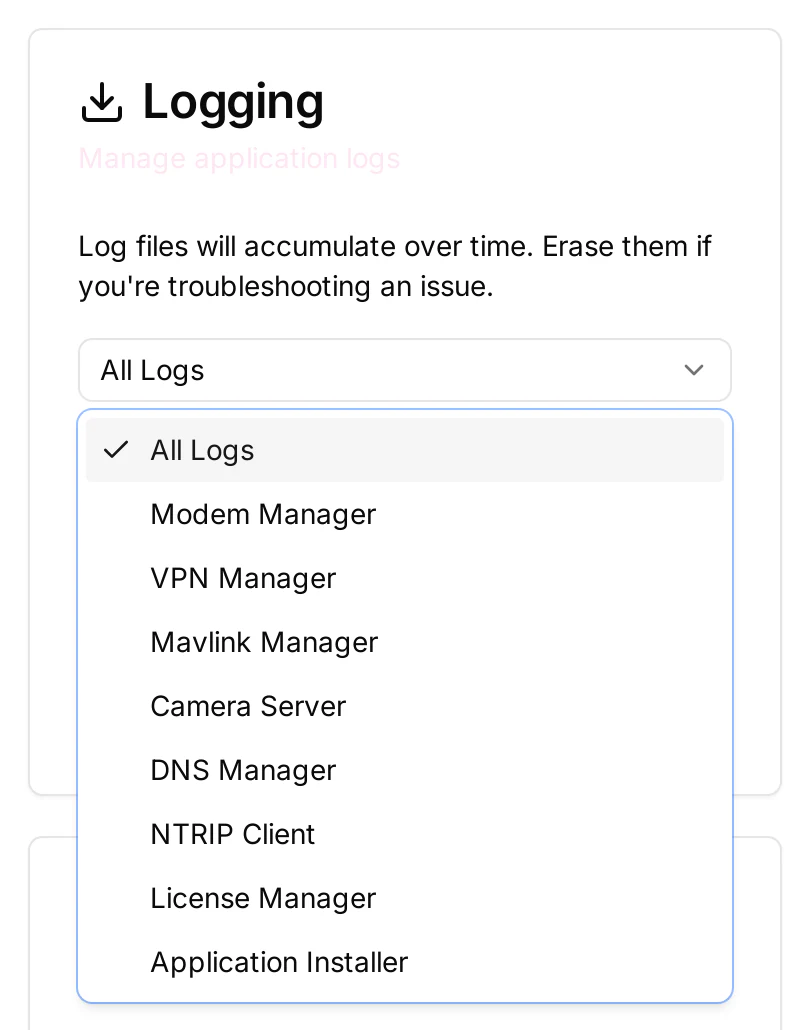 Logging
Manage application logs
Log files will accumulate over time. Erase them if
you're troubleshooting an issue.
All Logs
All Logs
Modem Manager
VPN Manager
Mavlink Manager
Camera Server
DNS Manager
NTRIP Client
License Manager
Application Installer